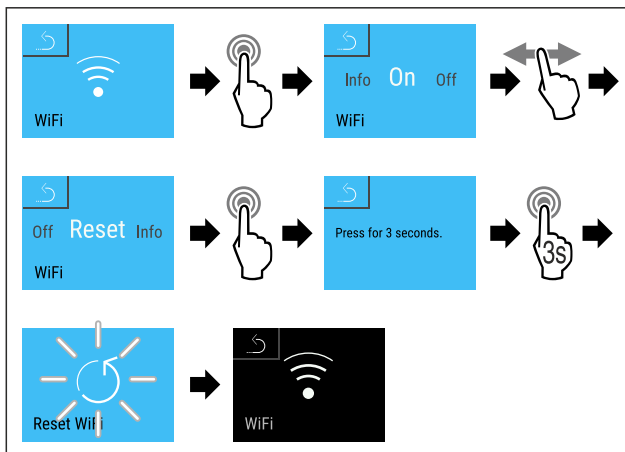 WiFi
Info On Off
WiFi
Off Reset Info
WiFi
Press for 3 seconds.
3s
Reset WiFi
WiFi